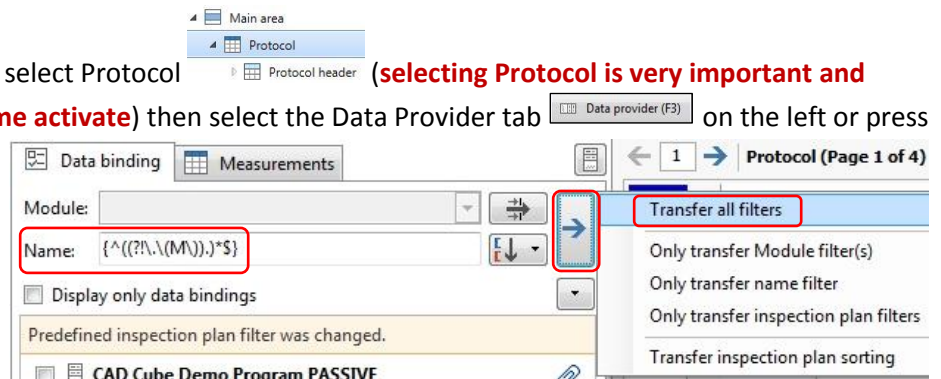 Main area
Protocol
Protocol header
select Protocol (selecting Protocol is very important and
me activate) then select the Data Provider tab Data provider (F3) on the left or press
Data binding Measurements
1 Protocol (Page 1 of 4)
Module:
Name: {^((?!\.\(M\)).)*$}
Display only data bindings
Predefined inspection plan filter was changed.
CAD Cube Demo Program PASSIVE
Transfer all filters
Only transfer Module filter(s)
Only transfer name filter
Only transfer inspection plan filters
Transfer inspection plan sorting